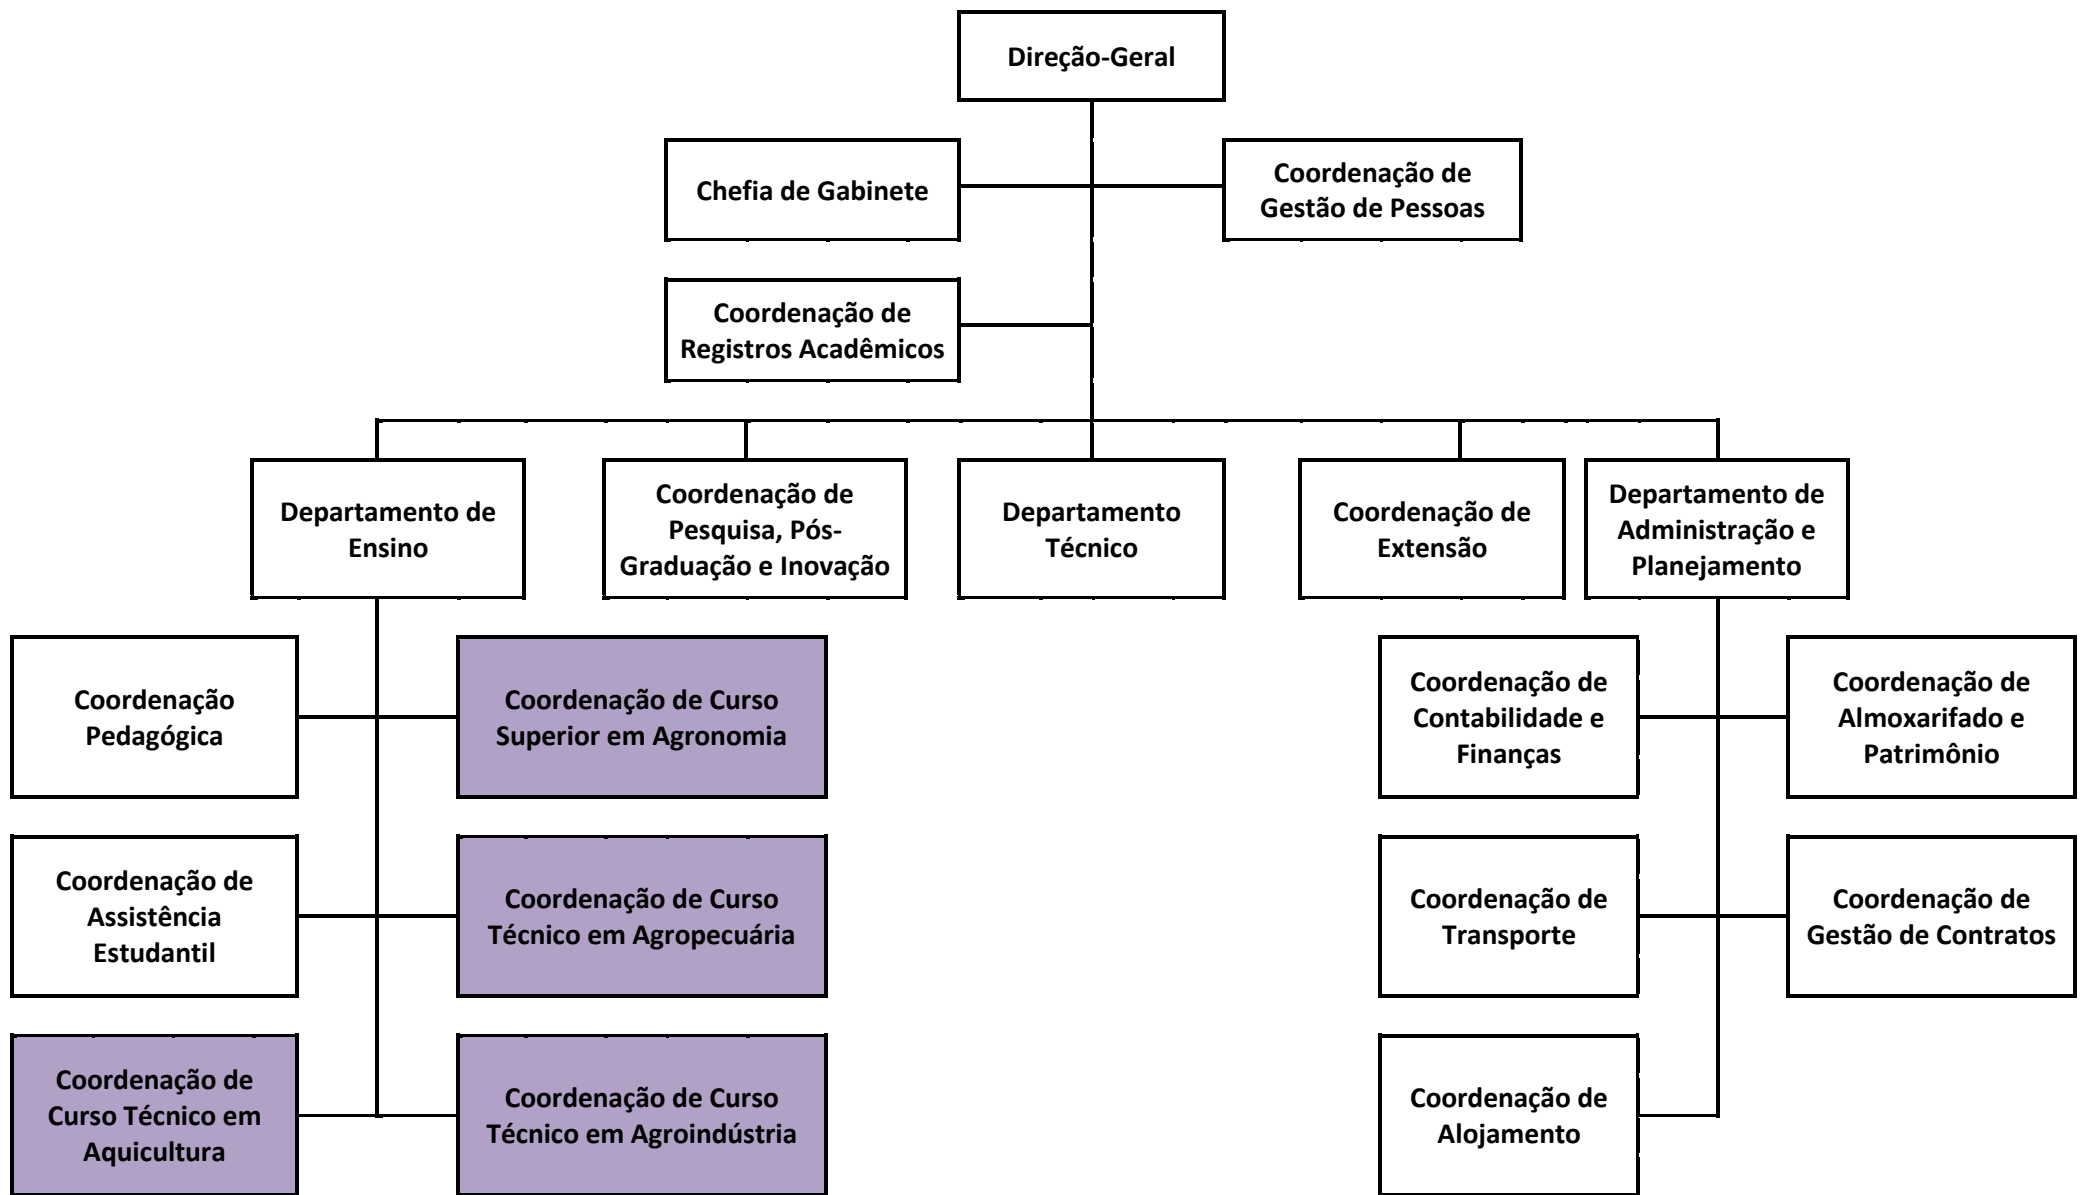 Direção-Geral
Chefia de Gabinete
Coordenação de
Gestão de Pessoas
Coordenação de
Registros Acadêmicos
Departamento de
Ensino
Coordenação de
Pesquisa, Pós-
Graduação e Inovação
Departamento
Técnico
Coordenação de
Extensão
Departamento de
Administração e
Planejamento
Coordenação
Pedagógica
Coordenação de Curso
Superior em Agronomia
Coordenação de
Contabilidade e
Finanças
Coordenação de
Almoxarifado e
Patrimônio
Coordenação de
Assistência
Estudantil
Coordenação de Curso
Técnico em Agropecuária
Coordenação de
Transporte
Coordenação de
Gestão de Contratos
Coordenação de
Curso Técnico em
Aquicultura
Coordenação de Curso
Técnico em Agroindústria
Coordenação de
Alojamento